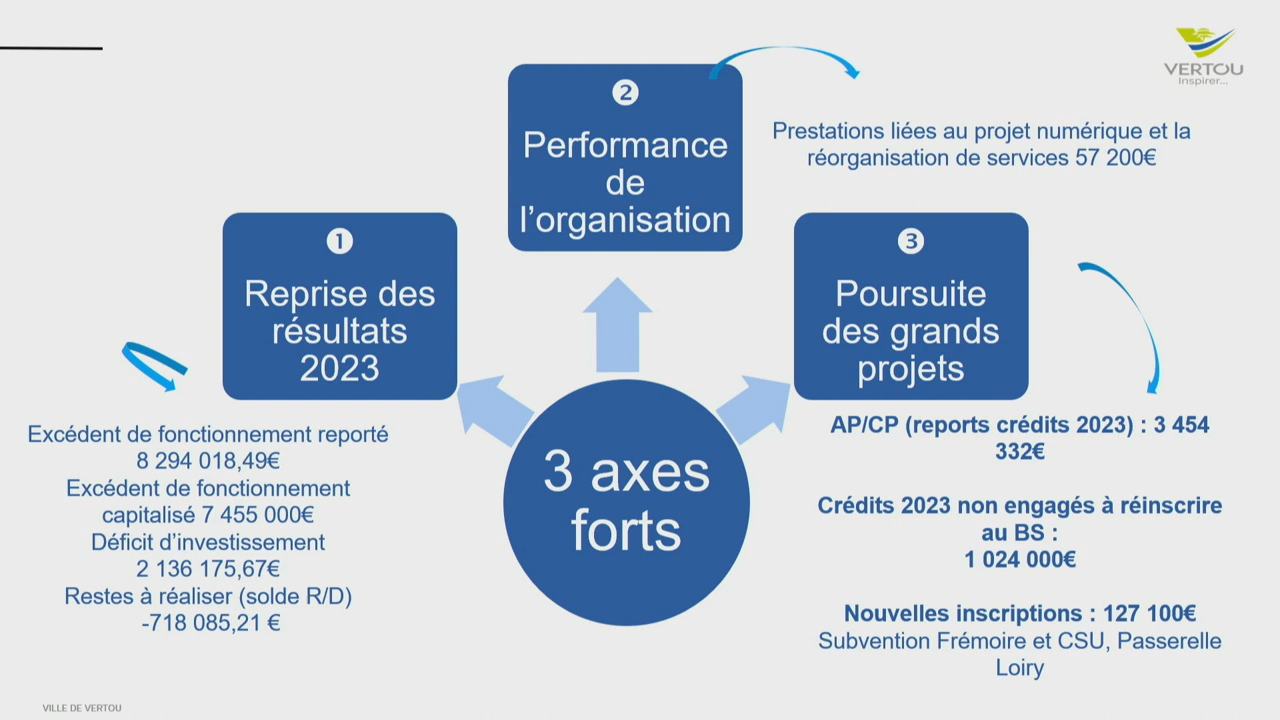 VERTOU
Inspirer...
❷
Performance
de
l’organisation
Prestations liées au projet numérique et la
réorganisation de services 57 200€
❶
Reprise des
résultats
2023
❸
Poursuite
des grands
projets
3 axes
forts
Excédent de fonctionnement reporté
8 294 018,49€
Excédent de fonctionnement
capitalisé 7 455 000€
Déficit d’investissement
2 136 175,67€
Restes à réaliser (solde R/D)
-718 085,21 €
AP/CP (reports crédits 2023) : 3 454
332€
Crédits 2023 non engagés à réinscrire
au BS :
1 024 000€
Nouvelles inscriptions : 127 100€
Subvention Frémoire et CSU, Passerelle
Loiry
VILLE DE VERTOU